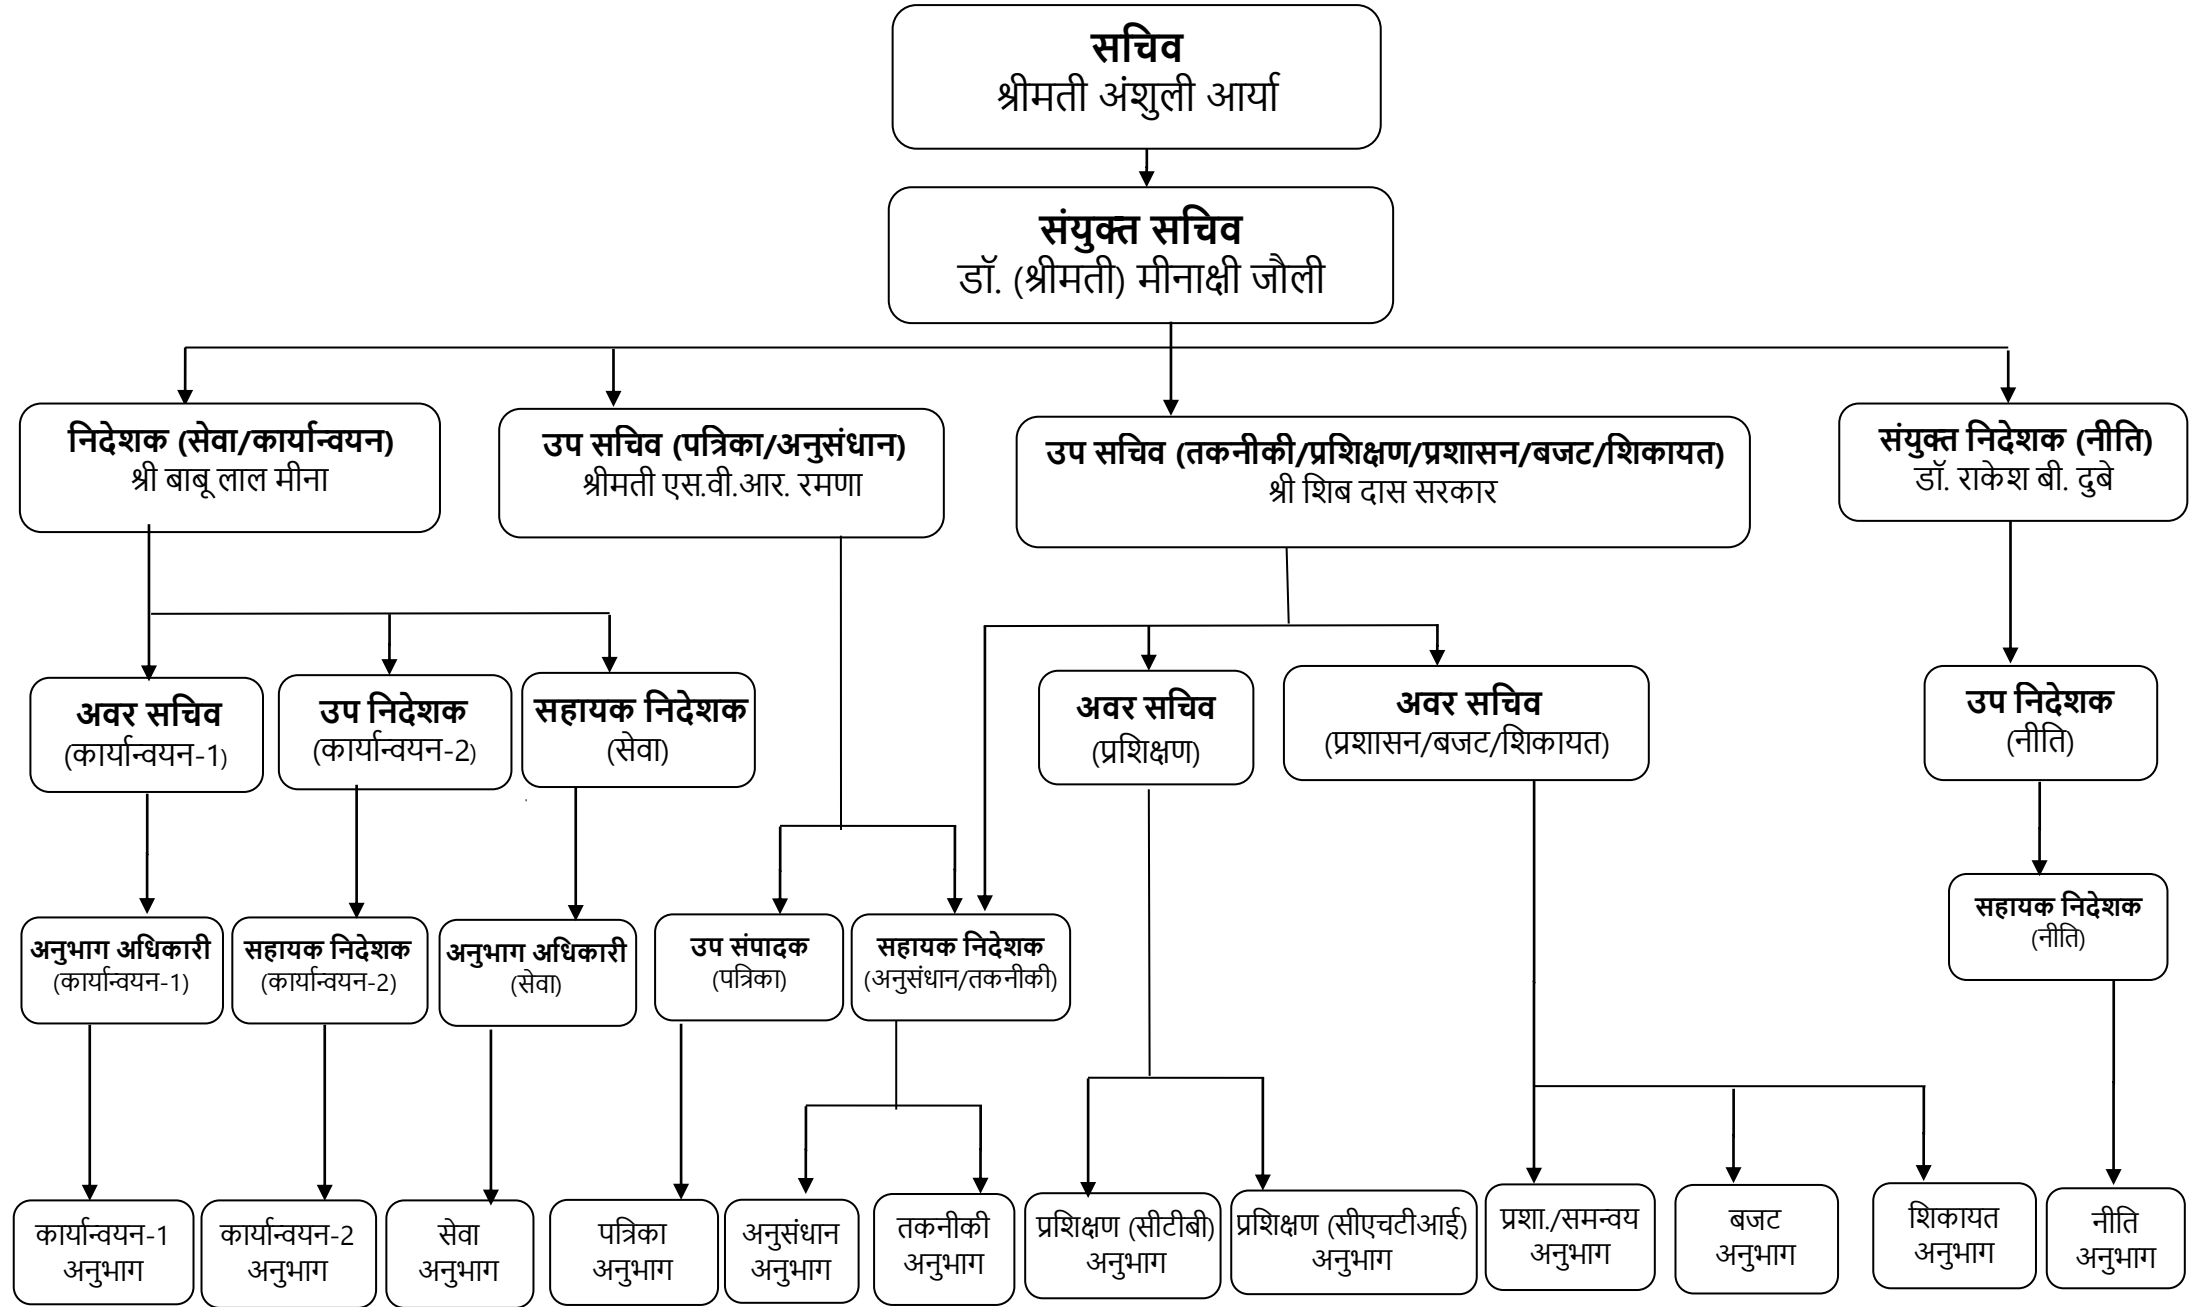 सचिव
श्रीमती अंशुली आर्या
संयुक्त सचिव
डॉ. (श्रीमती) मीनाक्षी जौली
निदेशक (सेवा/कार्यान्वयन)
श्री बाबू लाल मीना
उप सचिव (पत्रिका/अनुसंधान)
श्रीमती एस.वी.आर. रमणा
उप सचिव (तकनीकी/प्रशिक्षण/प्रशासन/बजट/शिकायत)
श्री शिब दास सरकार
संयुक्त निदेशक (नीति)
डॉ. राकेश बी. दुबे
अवर सचिव
(कार्यान्वयन-1)
उप निदेशक
(कार्यान्वयन-2)
सहायक निदेशक
(सेवा)
अवर सचिव
(प्रशिक्षण)
अवर सचिव
(प्रशासन/बजट/शिकायत)
उप निदेशक
(नीति)
सहायक निदेशक
(नीति)
अनुभाग अधिकारी
(कार्यान्वयन-1)
सहायक निदेशक
(कार्यान्वयन-2)
अनुभाग अधिकारी
(सेवा)
उप संपादक
(पत्रिका)
सहायक निदेशक
(अनुसंधान/तकनीकी)
कार्यान्वयन-1
अनुभाग
कार्यान्वयन-2
अनुभाग
सेवा
अनुभाग
पत्रिका
अनुभाग
अनुसंधान
अनुभाग
तकनीकी
अनुभाग
प्रशिक्षण (सीटीबी)
अनुभाग
प्रशिक्षण (सीएचटीआई)
अनुभाग
प्रशा./समन्वय
अनुभाग
बजट
अनुभाग
शिकायत
अनुभाग
नीति
अनुभाग